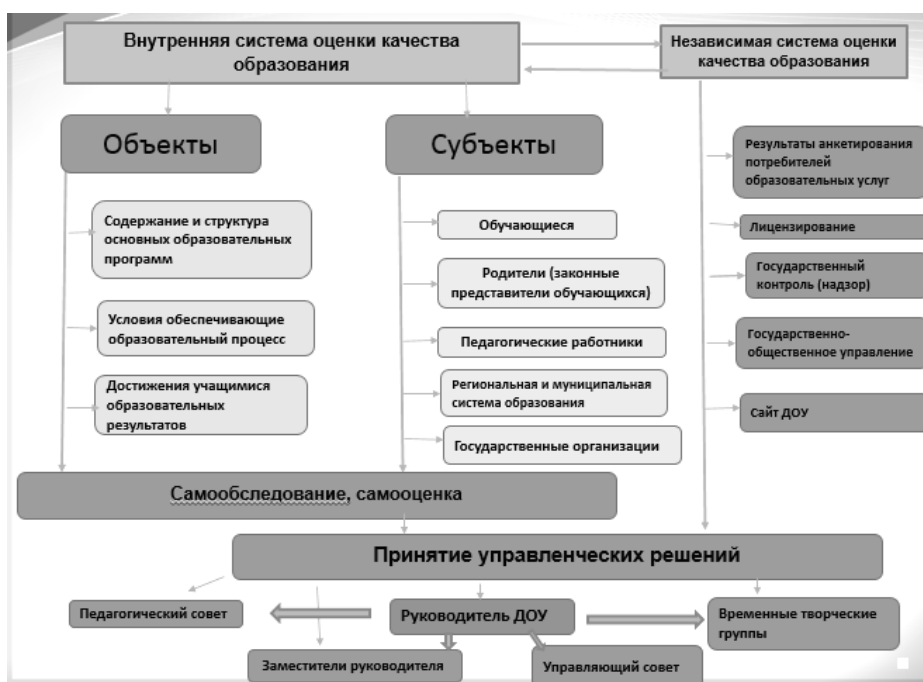 Внутренняя система оценки качества
образования
Независимая система оценки
качества образования
Объекты
Субъекты
Содержание и структура
основных образовательных
программ
Условия обеспечивающие
образовательный процесс
Достижения учащимися
образовательных
результатов
Обучающиеся
Родители (законные
представители обучающихся)
Педагогические работники
Региональная и муниципальная
система образования
Государственные организации
Результаты анкетирования
потребителей
образовательных услуг
Лицензирование
Государственный
контроль (надзор)
Государственно-
общественное управление
Сайт ДОУ
Самообследование, самооценка
Принятие управленческих решений
Педагогический совет
Руководитель ДОУ
Временные творческие
группы
Заместители руководителя
Управляющий совет